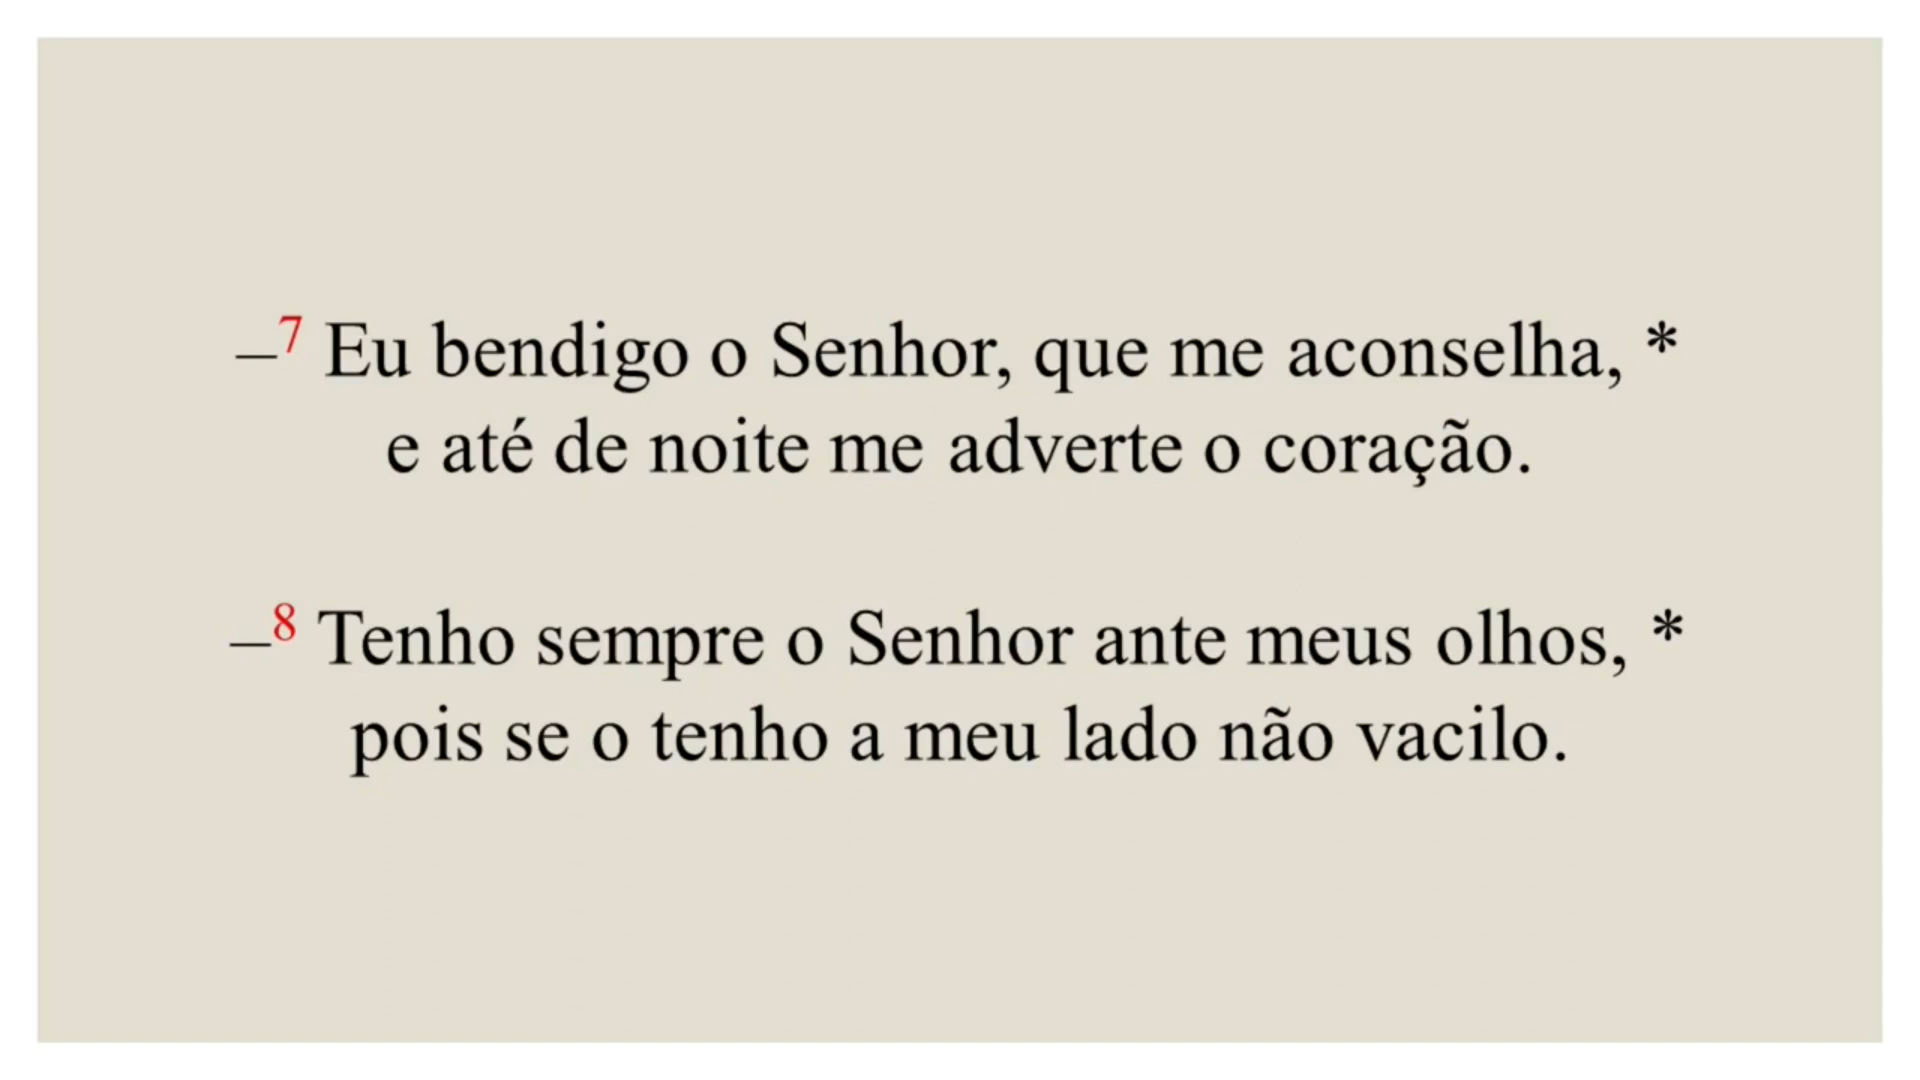 –7 Eu bendigo o Senhor, que me aconselha, *
e até de noite me adverte o coração.
–8 Tenho sempre o Senhor ante meus olhos, *
pois se o tenho a meu lado não vacilo.